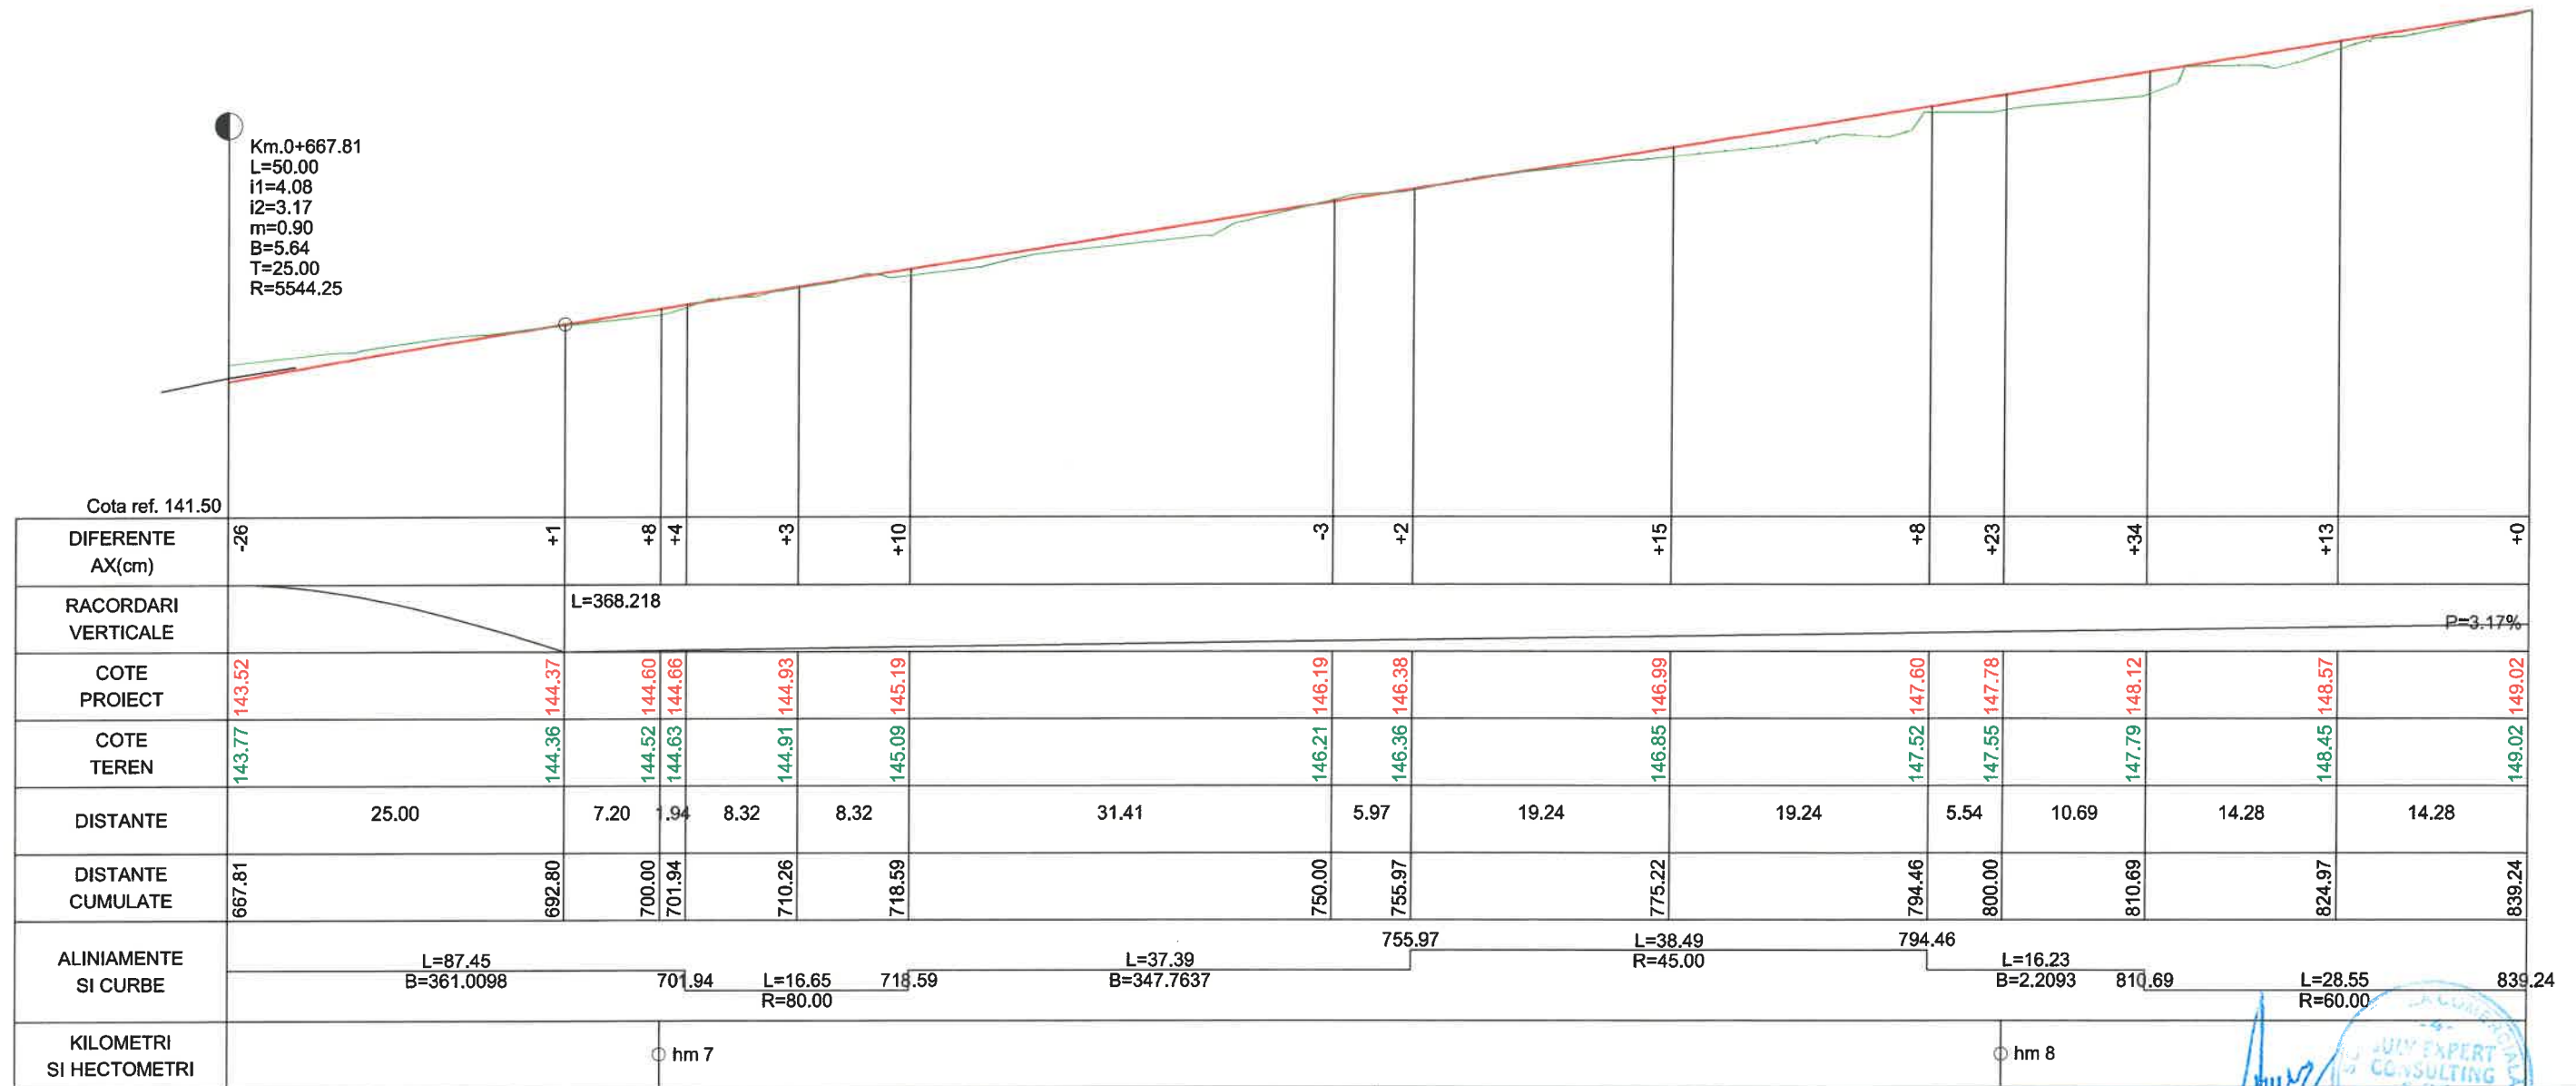 Km.0+667.81
L=50.00
i1=4.08
i2=3.17
m=0.90
B=5.64
T=25.00
R=5544.25
Cota ref. 141.50
DIFERENTE
AX(cm)
-26 +1 +8 +4 +3 +10 -3 +2 +15 +8 +23 +34 +13 +0
RACORDARI
VERTICALE
L=368.218
P=3.17%
COTE
PROIECT
143.52 144.37 144.60 144.66 144.93 145.19 146.19 146.38 146.99 147.60 147.78 148.12 148.57 149.02
COTE
TEREN
143.77 144.36 144.52 144.63 144.91 145.09 146.21 146.36 146.85 147.52 147.55 147.79 148.45 149.02
DISTANTE
25.00 7.20 1.94 8.32 8.32 31.41 5.97 19.24 19.24 5.54 10.69 14.28 14.28
DISTANTE
CUMULATE
667.81 692.80 700.00 701.94 710.26 718.59 750.00 755.97 775.22 794.46 800.00 810.69 824.97 839.24
ALINIAMENTE
SI CURBE
755.97 L=38.49 794.46
R=45.00
L=87.45 L=37.39 L=16.23
B=361.0098 701.94 L=16.65 718.59 B=347.7637 B=2.2093 810.69 L=28.55 839.24
R=80.00 R=60.00
KILOMETRI
SI HECTOMETRI
hm 7
hm 8
-4-
EXPERT
CONSULTING